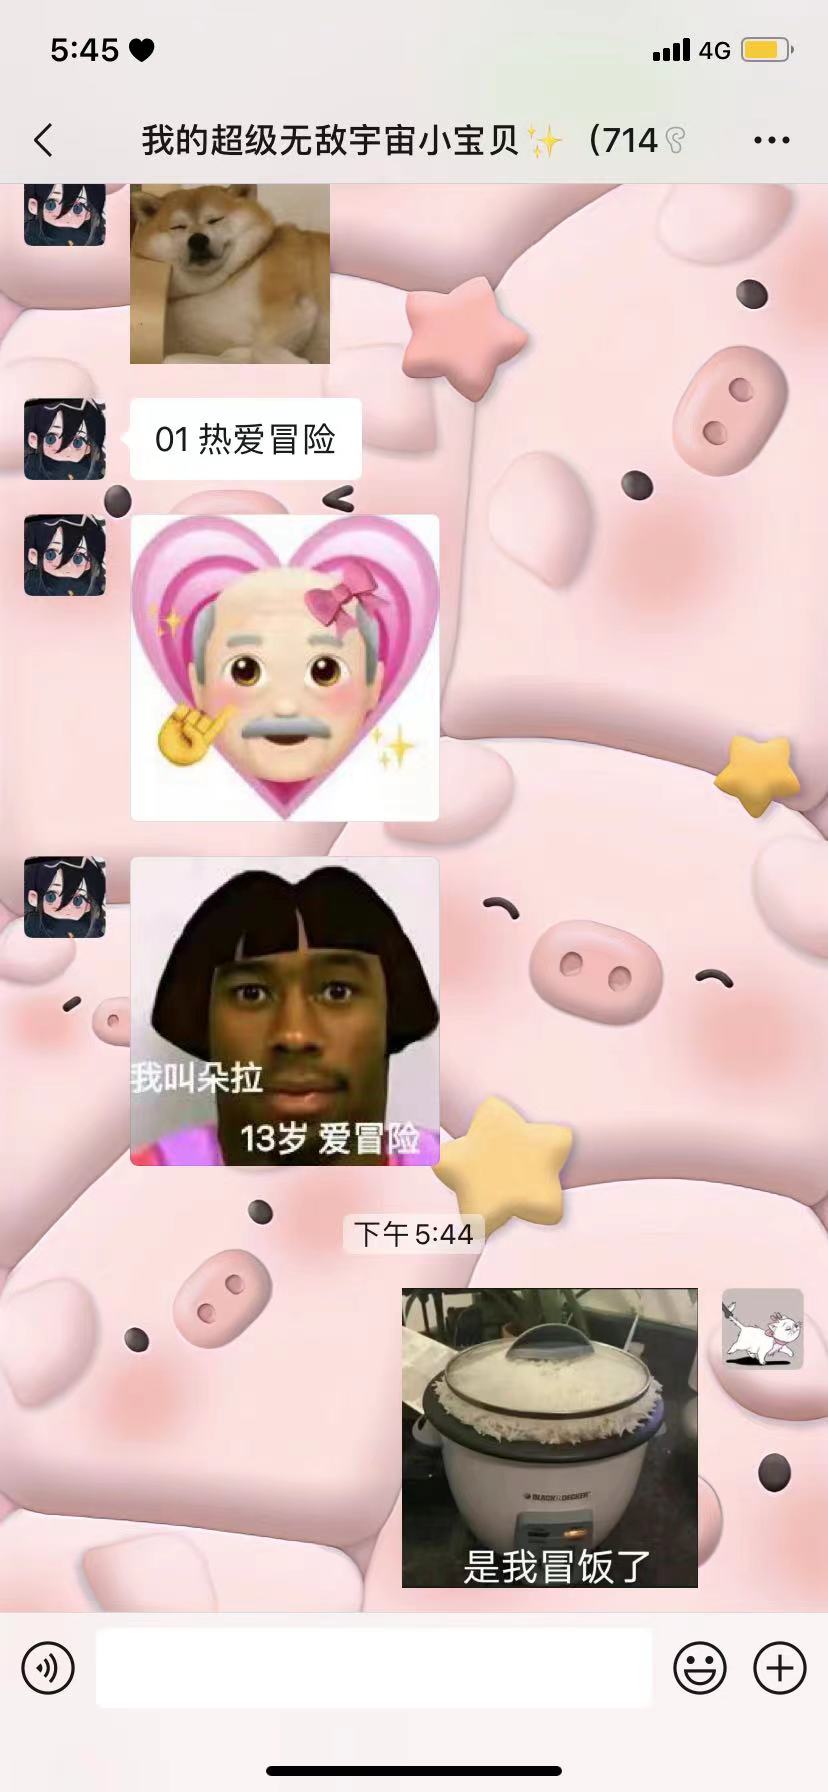 5:45
4G
我的超级无敌宇宙小宝贝✨（714
01 热爱冒险
我叫朵拉
13岁 爱冒险
下午 5:44
BLACK & DECKER
是我冒饭了